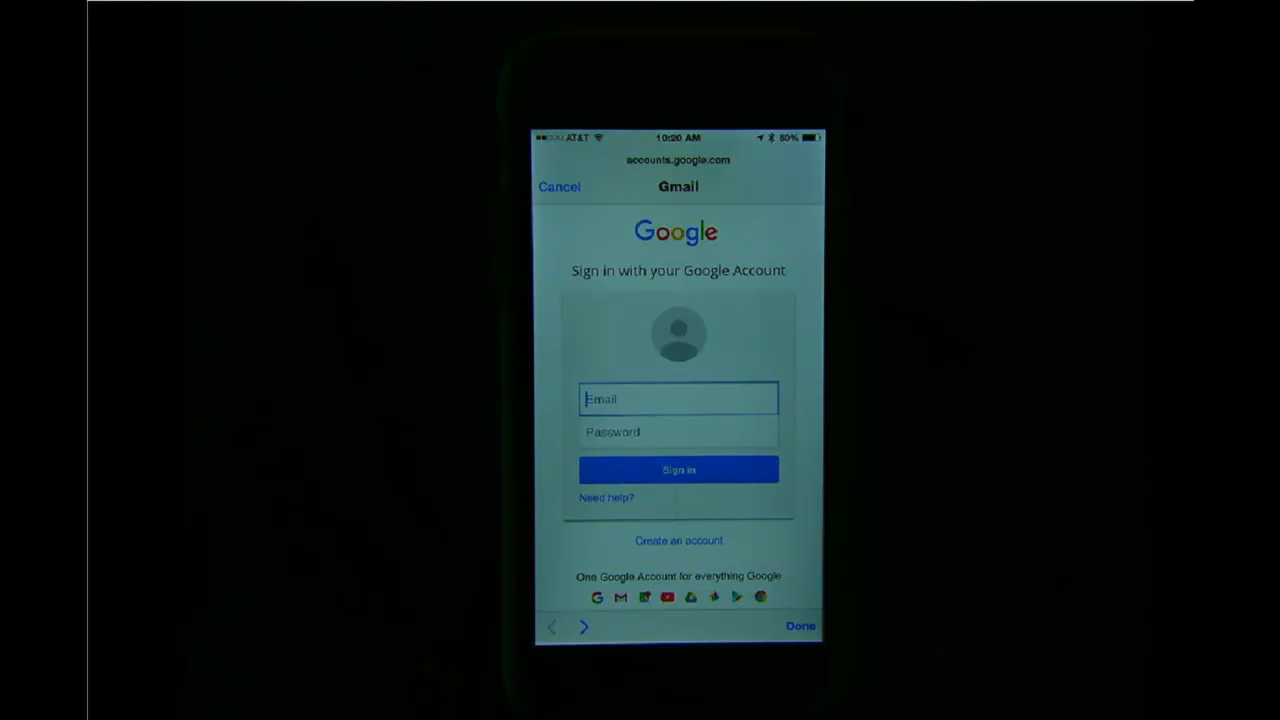 AT&T 10:20 AM 80%
accounts.google.com
Cancel Gmail
Google
Sign in with your Google Account
Email
Password
Sign in
Need help?
Create an account
One Google Account for everything Google
Done